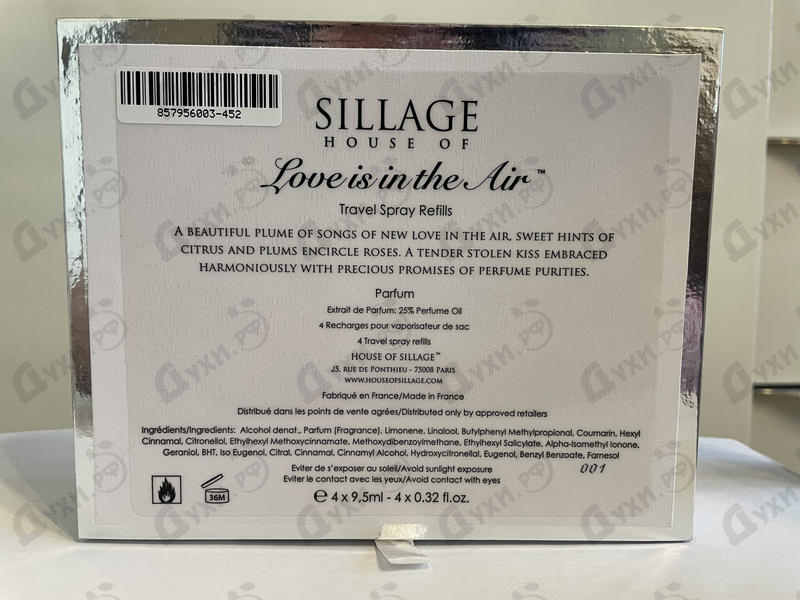 857956003-452
SILLAGE
HOUSE OF
Love is in the Air™
Travel Spray Refills
A BEAUTIFUL PLUME OF SONGS OF NEW LOVE IN THE AIR, SWEET HINTS OF
CITRUS AND PLUMS ENCIRCLE ROSES. A TENDER STOLEN KISS EMBRACED
HARMONIOUSLY WITH PRECIOUS PROMISES OF PERFUME PURITIES.
Parfum
Extrait de Parfum: 25% Perfume Oil
4 Recharges pour vaporisateur de sac
4 Travel spray refills
HOUSE OF SILLAGE™
25, RUE DE PONTHIEU - 75008 PARIS
WWW.HOUSEOFSILLAGE.COM
Fabriqué en France/Made in France
Distribué dans les points de vente agrées/Distributed only by approved retailers
Ingrédients/Ingredients: Alcohol denat., Parfum (Fragrance), Limonene, Linalool, Butylphenyl Methylpropional, Coumarin, Hexyl
Cinnamal, Citronellol, Ethylhexyl Methoxycinnamate, Methoxydibenzoylmethane, Ethylhexyl Salicylate, Alpha-Isomethyl Ionone,
Geraniol, BHT, Iso Eugenol, Citral, Cinnamal, Cinnamyl Alcohol, Hydroxycitronellal, Eugenol, Benzyl Benzoate, Farnesol
Eviter de s'exposer au soleil/Avoid sunlight exposure
Eviter le contact avec les yeux/Avoid contact with eyes
001
36M
℮ 4 x 9,5ml - 4 x 0.32 fl.oz.
Духи.РФ